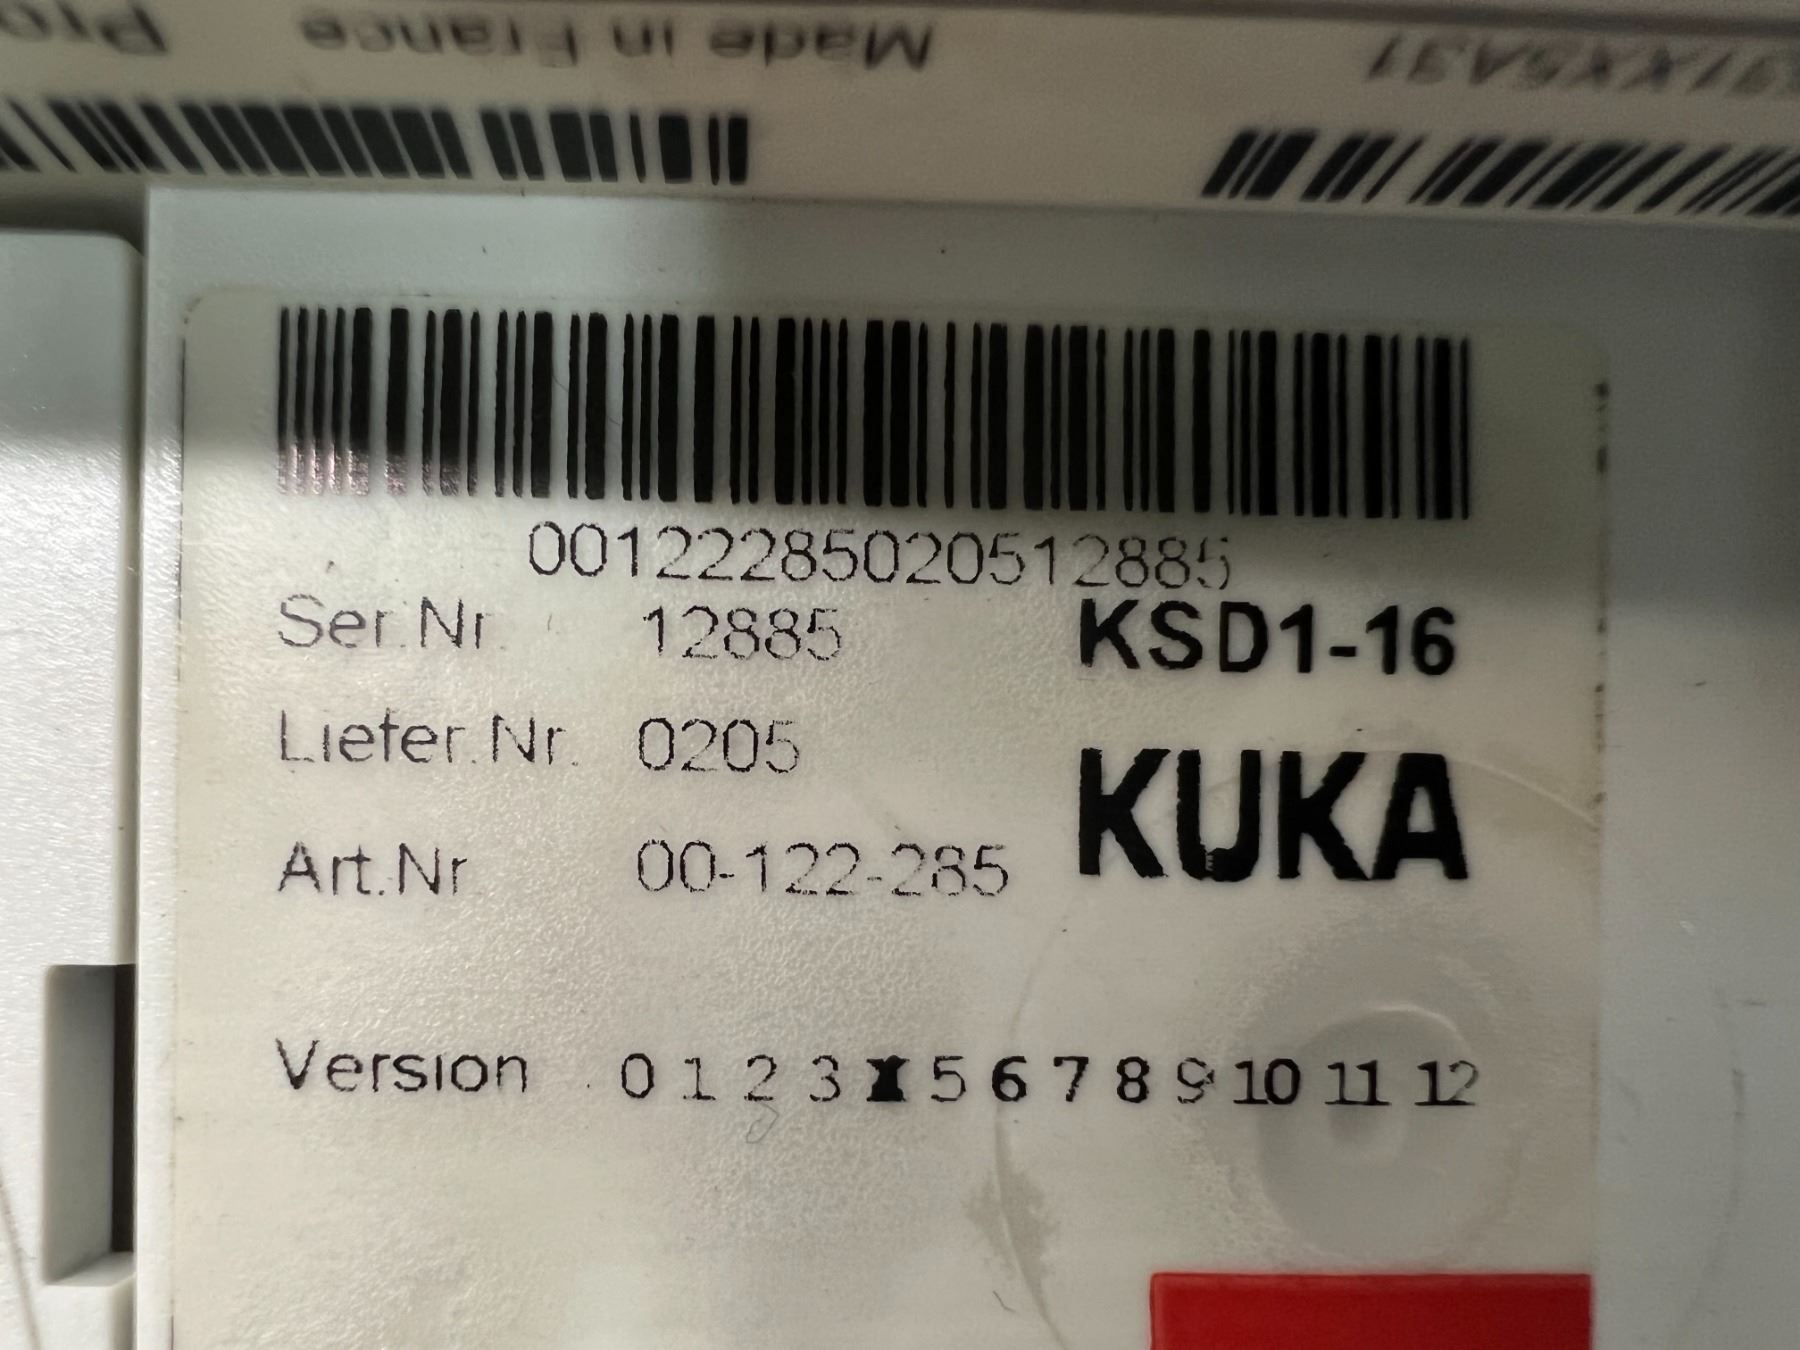 Made in France
00122285020512885
Ser.Nr. 12885 KSD1-16
Liefer.Nr. 0205
KUKA
Art.Nr 00-122-285
Version 0 1 2 3 X 5 6 7 8 9 10 11 12